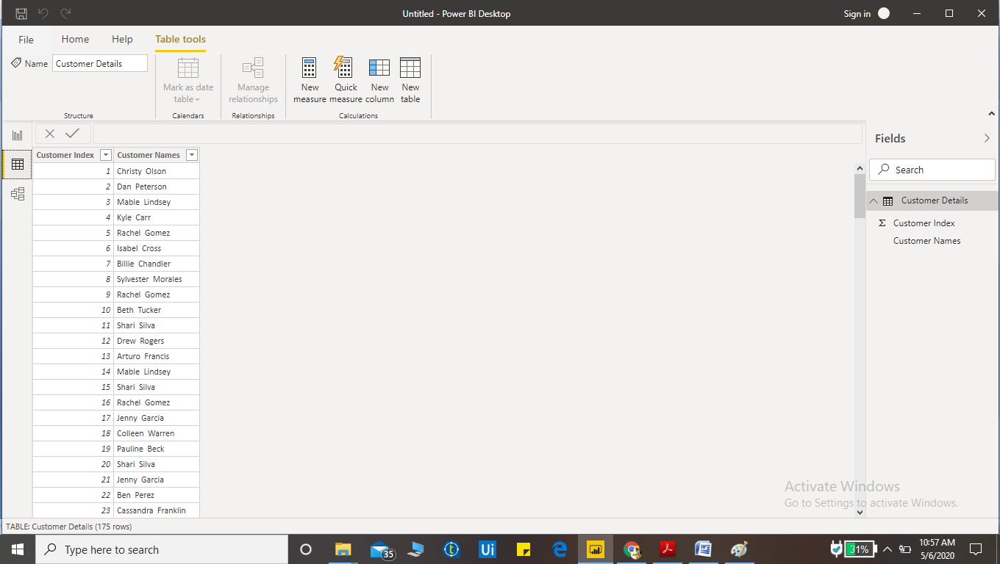 Untitled - Power BI Desktop
Sign in
File Home Help Table tools
Name Customer Details
Mark as date table
Manage relationships
New measure
Quick measure
New column
New table
Structure Calendars Relationships Calculations
Fields
Search
Customer Details
Σ Customer Index
Customer Names
Customer Index Customer Names
1 Christy Olson
2 Dan Peterson
3 Mable Lindsey
4 Kyle Carr
5 Rachel Gomez
6 Isabel Cross
7 Billie Chandler
8 Sylvester Morales
9 Rachel Gomez
10 Beth Tucker
11 Shari Silva
12 Drew Rogers
13 Arturo Francis
14 Mable Lindsey
15 Shari Silva
16 Rachel Gomez
17 Jenny Garcia
18 Colleen Warren
19 Pauline Beck
20 Shari Silva
21 Jenny Garcia
22 Ben Perez
23 Cassandra Franklin
Activate Windows
Go to Settings to activate Windows.
TABLE: Customer Details (175 rows)
Type here to search
35
t
Ui
W
31%
10:57 AM
5/6/2020